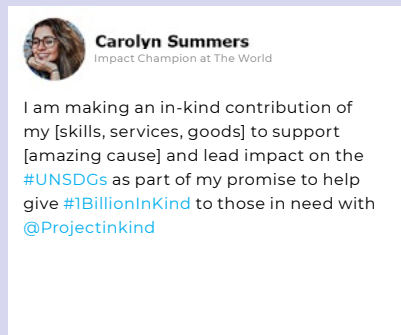 Carolyn Summers
Impact Champion at The World
I am making an in-kind contribution of
my [skills, services, goods] to support
[amazing cause] and lead impact on the
#UNSDGs as part of my promise to help
give #1BillionInKind to those in need with
@Projectinkind